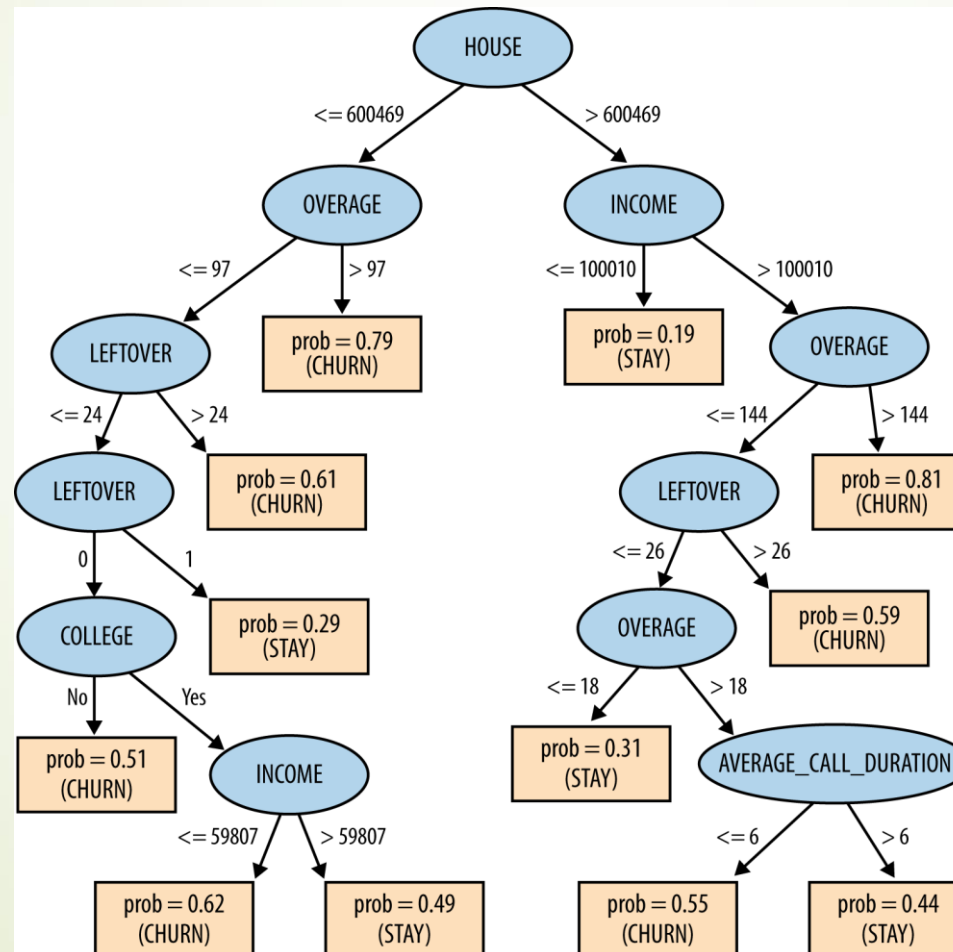 HOUSE
<= 600469
> 600469
OVERAGE
INCOME
<= 97
> 97
<= 100010
> 100010
LEFTOVER
prob = 0.79
(CHURN)
prob = 0.19
(STAY)
OVERAGE
<= 24
> 24
<= 144
> 144
LEFTOVER
prob = 0.61
(CHURN)
LEFTOVER
prob = 0.81
(CHURN)
0
1
<= 26
> 26
COLLEGE
prob = 0.29
(STAY)
OVERAGE
prob = 0.59
(CHURN)
No
Yes
<= 18
> 18
prob = 0.51
(CHURN)
INCOME
prob = 0.31
(STAY)
AVERAGE_CALL_DURATION
<= 59807
> 59807
<= 6
> 6
prob = 0.62
(CHURN)
prob = 0.49
(STAY)
prob = 0.55
(CHURN)
prob = 0.44
(STAY)